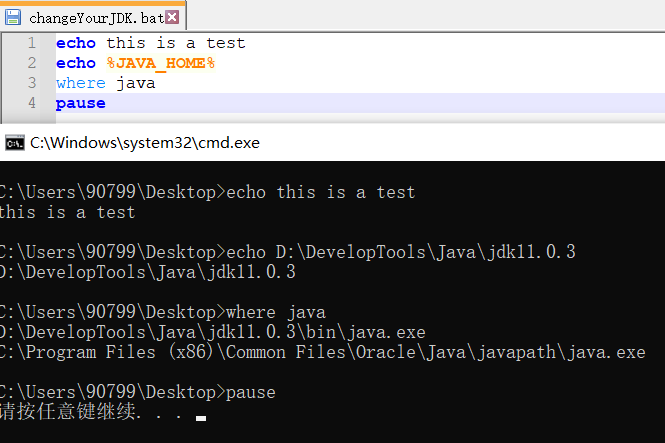 changeYourJDK.bat
1 echo this is a test
2 echo %JAVA_HOME%
3 where java
4 pause
C:\Windows\system32\cmd.exe
C:\Users\90799\Desktop>echo this is a test
this is a test
C:\Users\90799\Desktop>echo D:\DevelopTools\Java\jdk11.0.3
D:\DevelopTools\Java\jdk11.0.3
C:\Users\90799\Desktop>where java
D:\DevelopTools\Java\jdk11.0.3\bin\java.exe
C:\Program Files (x86)\Common Files\Oracle\Java\javapath\java.exe
C:\Users\90799\Desktop>pause
请按任意键继续. . .